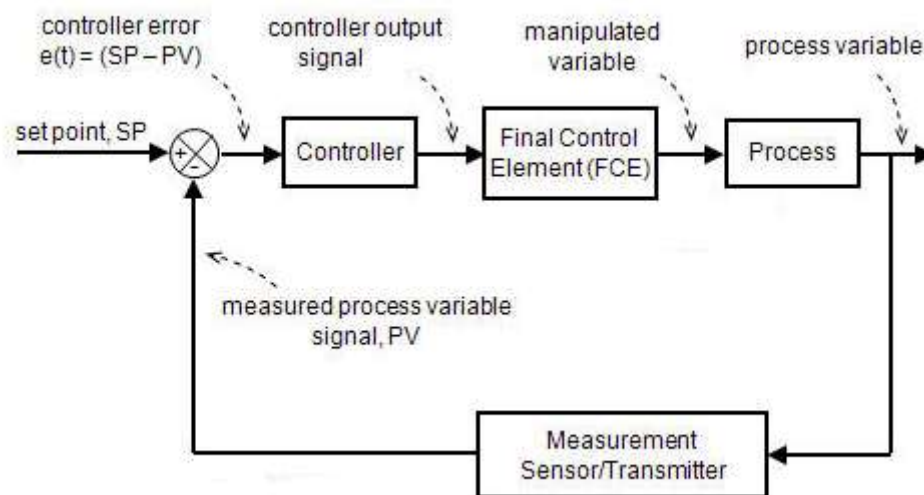 controller error
e(t) = (SP – PV)
controller output
signal
manipulated
variable
process variable
set point, SP
+
-
Controller
Final Control
Element (FCE)
Process
measured process variable
signal, PV
Measurement
Sensor/Transmitter